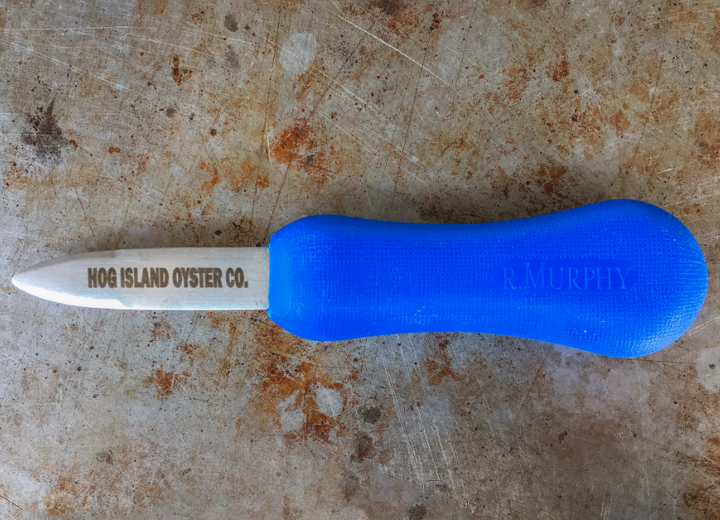 HOG ISLAND OYSTER CO.
R. MURPHY